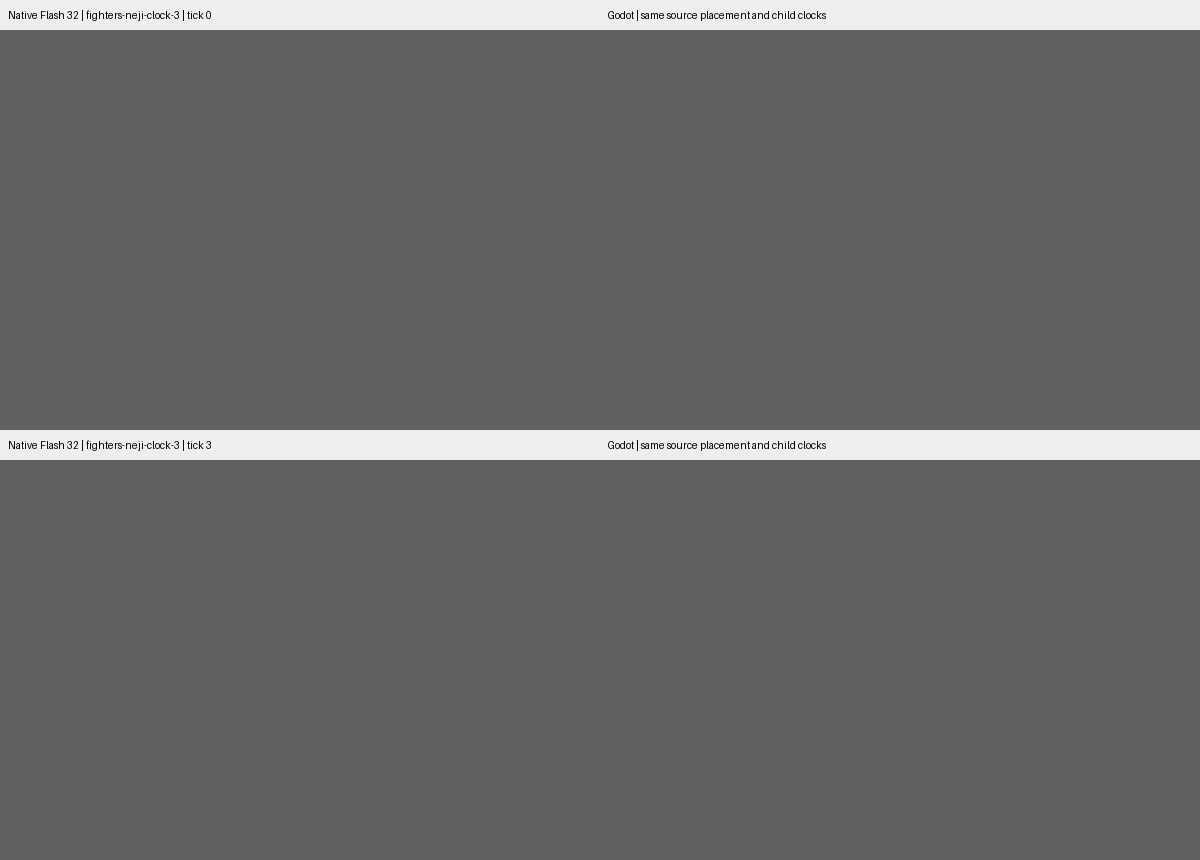 Native Flash 32 | fighters-neji-clock-3 | tick 0
Godot | same source placement and child clocks
Native Flash 32 | fighters-neji-clock-3 | tick 3
Godot | same source placement and child clocks